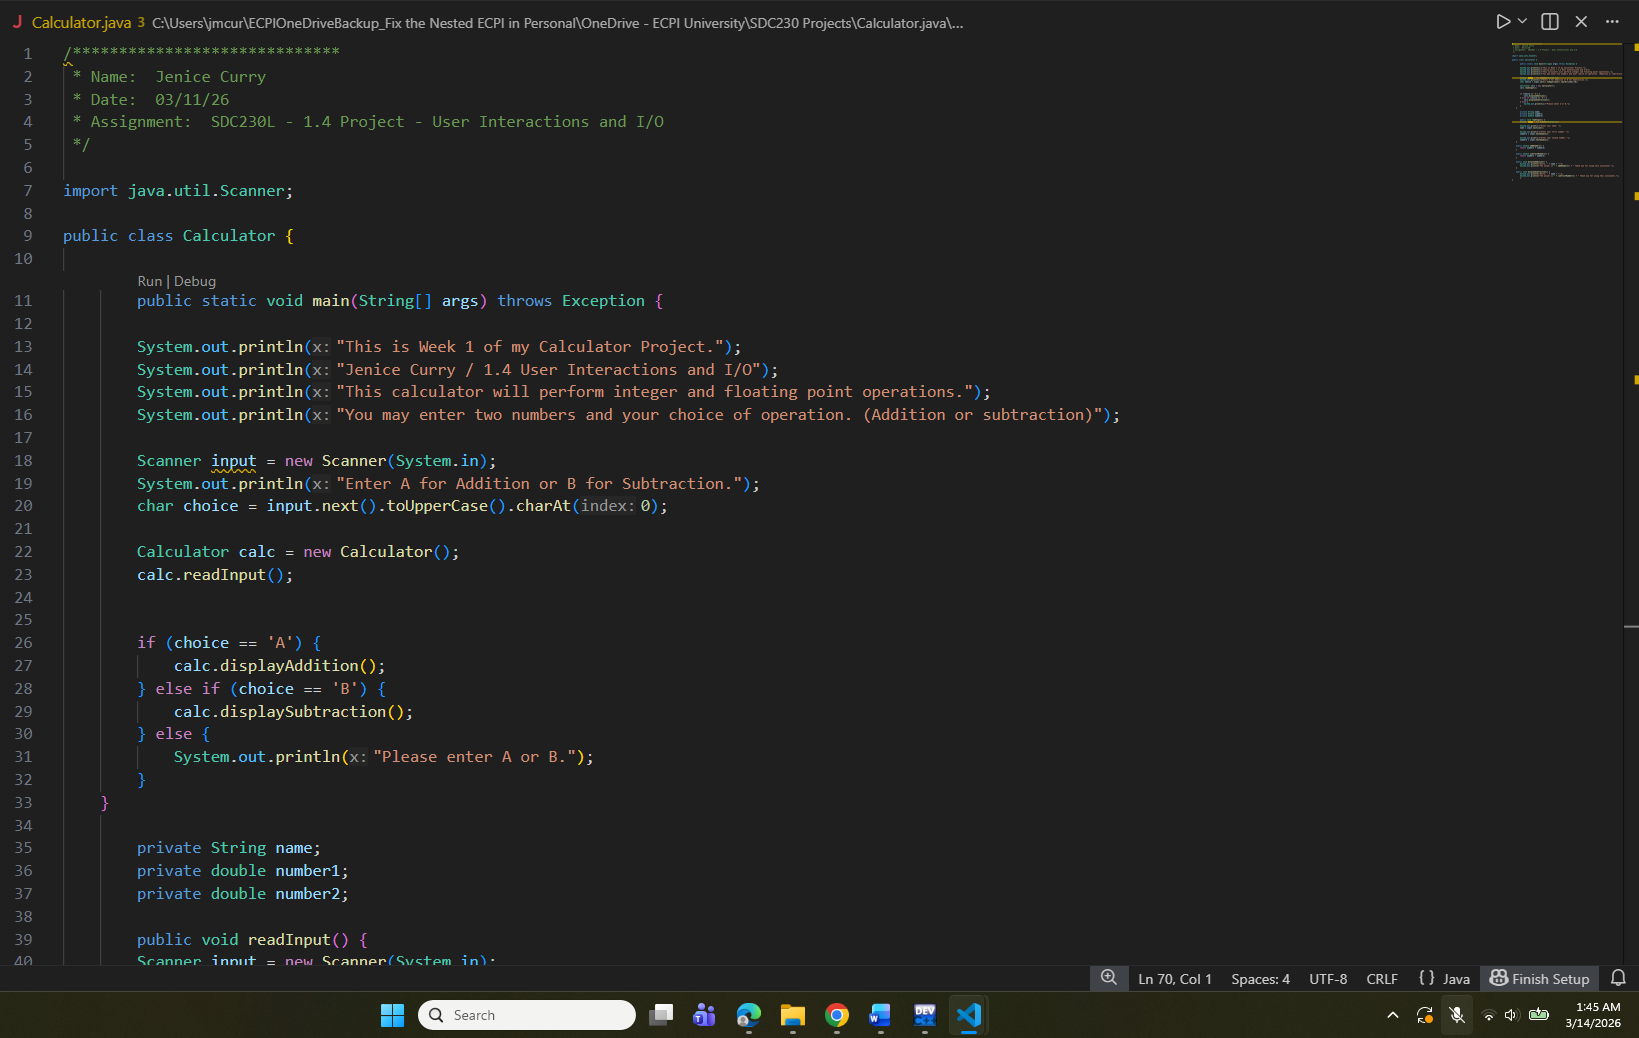 J Calculator.java 3 C:\Users\jmcur\ECPIOneDriveBackup_Fix the Nested ECPI in Personal\OneDrive - ECPI University\SDC230 Projects\Calculator.java\...
1 /*****************************
2 * Name:  Jenice Curry
3 * Date:  03/11/26
4 * Assignment:  SDC230L - 1.4 Project - User Interactions and I/O
5 */
6
7 import java.util.Scanner;
8
9 public class Calculator {
10
Run | Debug
11 public static void main(String[] args) throws Exception {
12
13 System.out.println(x: "This is Week 1 of my Calculator Project.");
14 System.out.println(x: "Jenice Curry / 1.4 User Interactions and I/O");
15 System.out.println(x: "This calculator will perform integer and floating point operations.");
16 System.out.println(x: "You may enter two numbers and your choice of operation. (Addition or subtraction)");
17
18 Scanner input = new Scanner(System.in);
19 System.out.println(x: "Enter A for Addition or B for Subtraction.");
20 char choice = input.next().toUpperCase().charAt(index: 0);
21
22 Calculator calc = new Calculator();
23 calc.readInput();
24
25
26 if (choice == 'A') {
27 calc.displayAddition();
28 } else if (choice == 'B') {
29 calc.displaySubtraction();
30 } else {
31 System.out.println(x: "Please enter A or B.");
32 }
33 }
34
35 private String name;
36 private double number1;
37 private double number2;
38
39 public void readInput() {
40 Scanner input = new Scanner(System.in);
Ln 70, Col 1 Spaces: 4 UTF-8 CRLF {} Java Finish Setup
Search
DEV
1:45 AM
3/14/2026